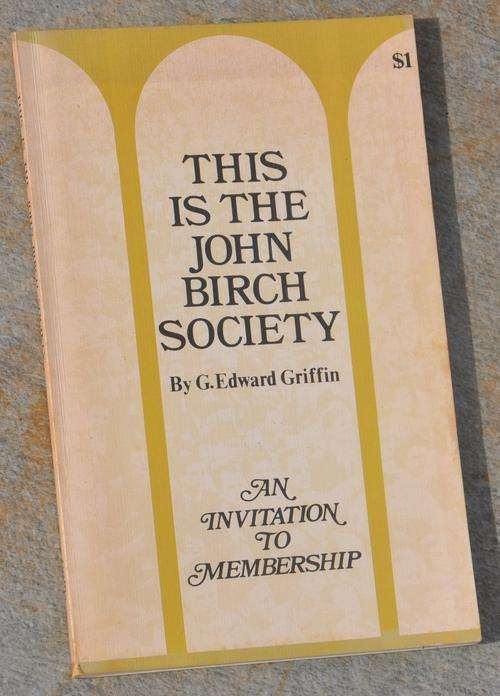 $1
THIS
IS THE
JOHN
BIRCH
SOCIETY
By G. Edward Griffin
AN
INVITATION
TO
MEMBERSHIP